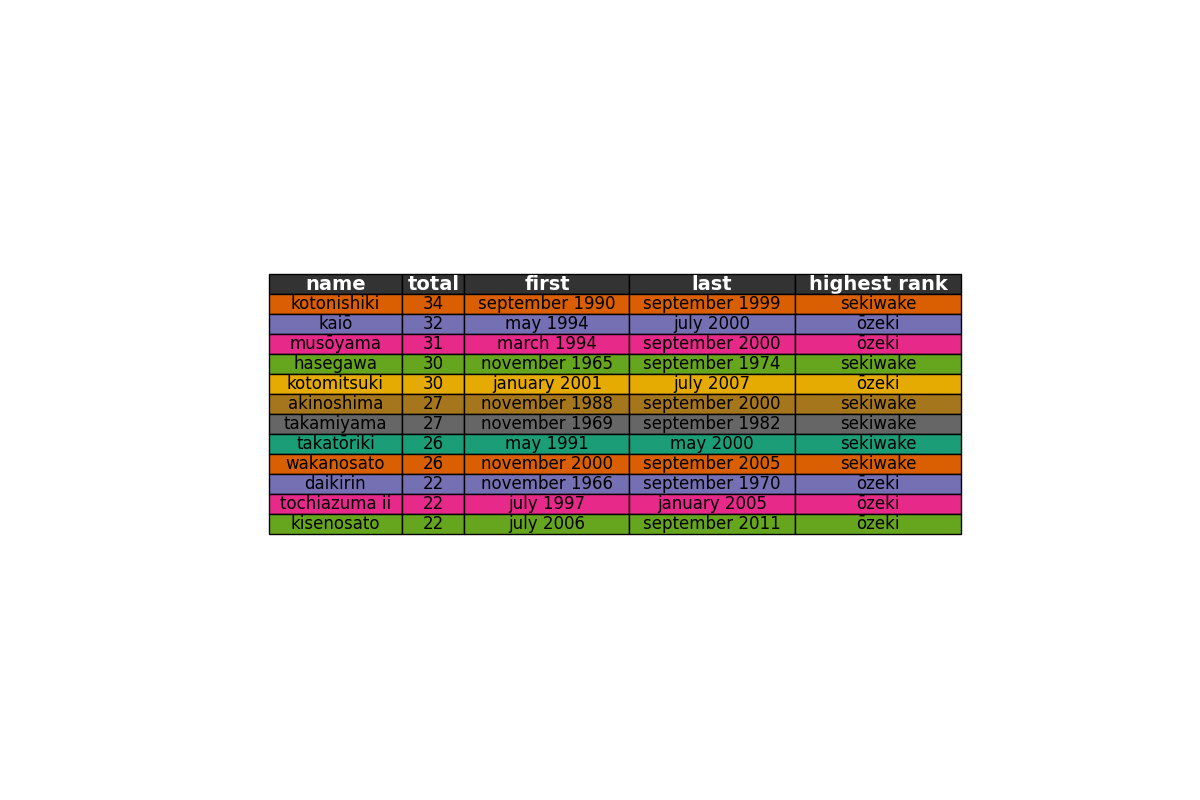 name total first last highest rank
kotonishiki 34 september 1990 september 1999 sekiwake
kaiō 32 may 1994 july 2000 ōzeki
musōyama 31 march 1994 september 2000 ōzeki
hasegawa 30 november 1965 september 1974 sekiwake
kotomitsuki 30 january 2001 july 2007 ōzeki
akinoshima 27 november 1988 september 2000 sekiwake
takamiyama 27 november 1969 september 1982 sekiwake
takatōriki 26 may 1991 may 2000 sekiwake
wakanosato 26 november 2000 september 2005 sekiwake
daikirin 22 november 1966 september 1970 ōzeki
tochiazuma ii 22 july 1997 january 2005 ōzeki
kisenosato 22 july 2006 september 2011 ōzeki